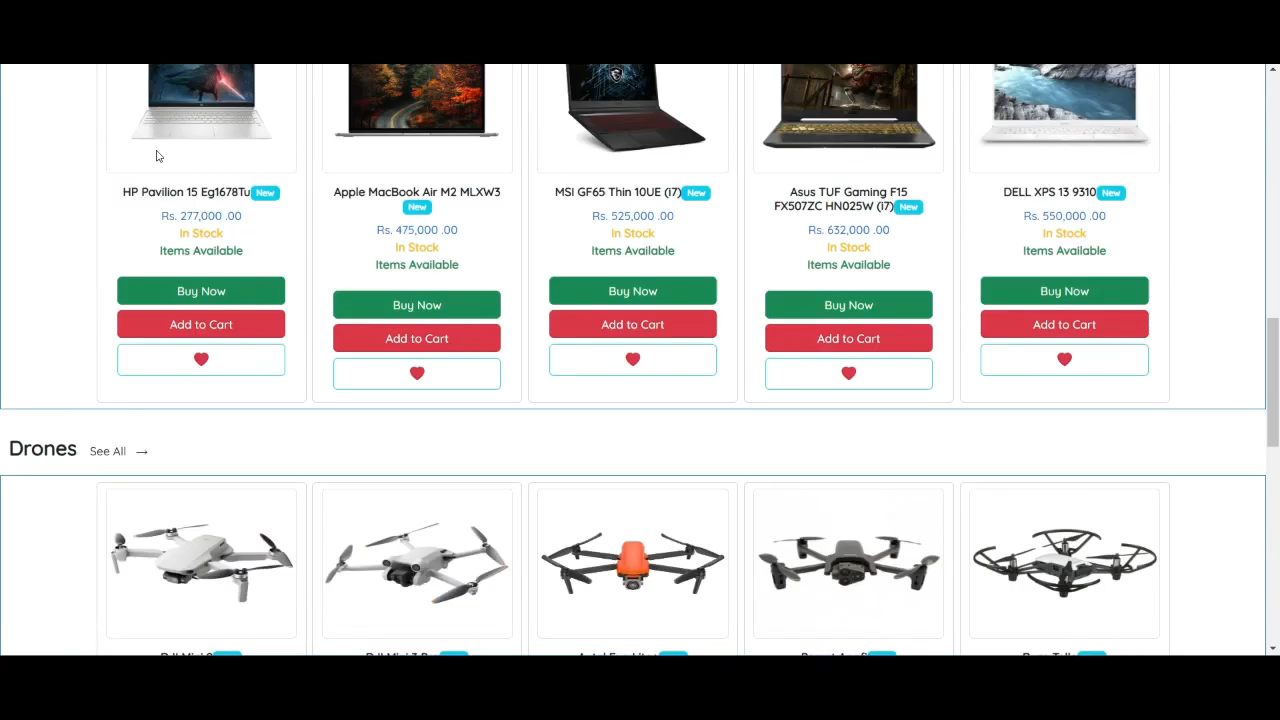 HP Pavilion 15 Eg1678Tu New
Rs. 277,000 .00
In Stock
Items Available
Buy Now
Add to Cart
Apple MacBook Air M2 MLXW3
New
Rs. 475,000 .00
In Stock
Items Available
Buy Now
Add to Cart
MSI GF65 Thin 10UE (i7) New
Rs. 525,000 .00
In Stock
Items Available
Buy Now
Add to Cart
Asus TUF Gaming F15
FX507ZC HN025W (i7) New
Rs. 632,000 .00
In Stock
Items Available
Buy Now
Add to Cart
DELL XPS 13 9310 New
Rs. 550,000 .00
In Stock
Items Available
Buy Now
Add to Cart
Drones See All →